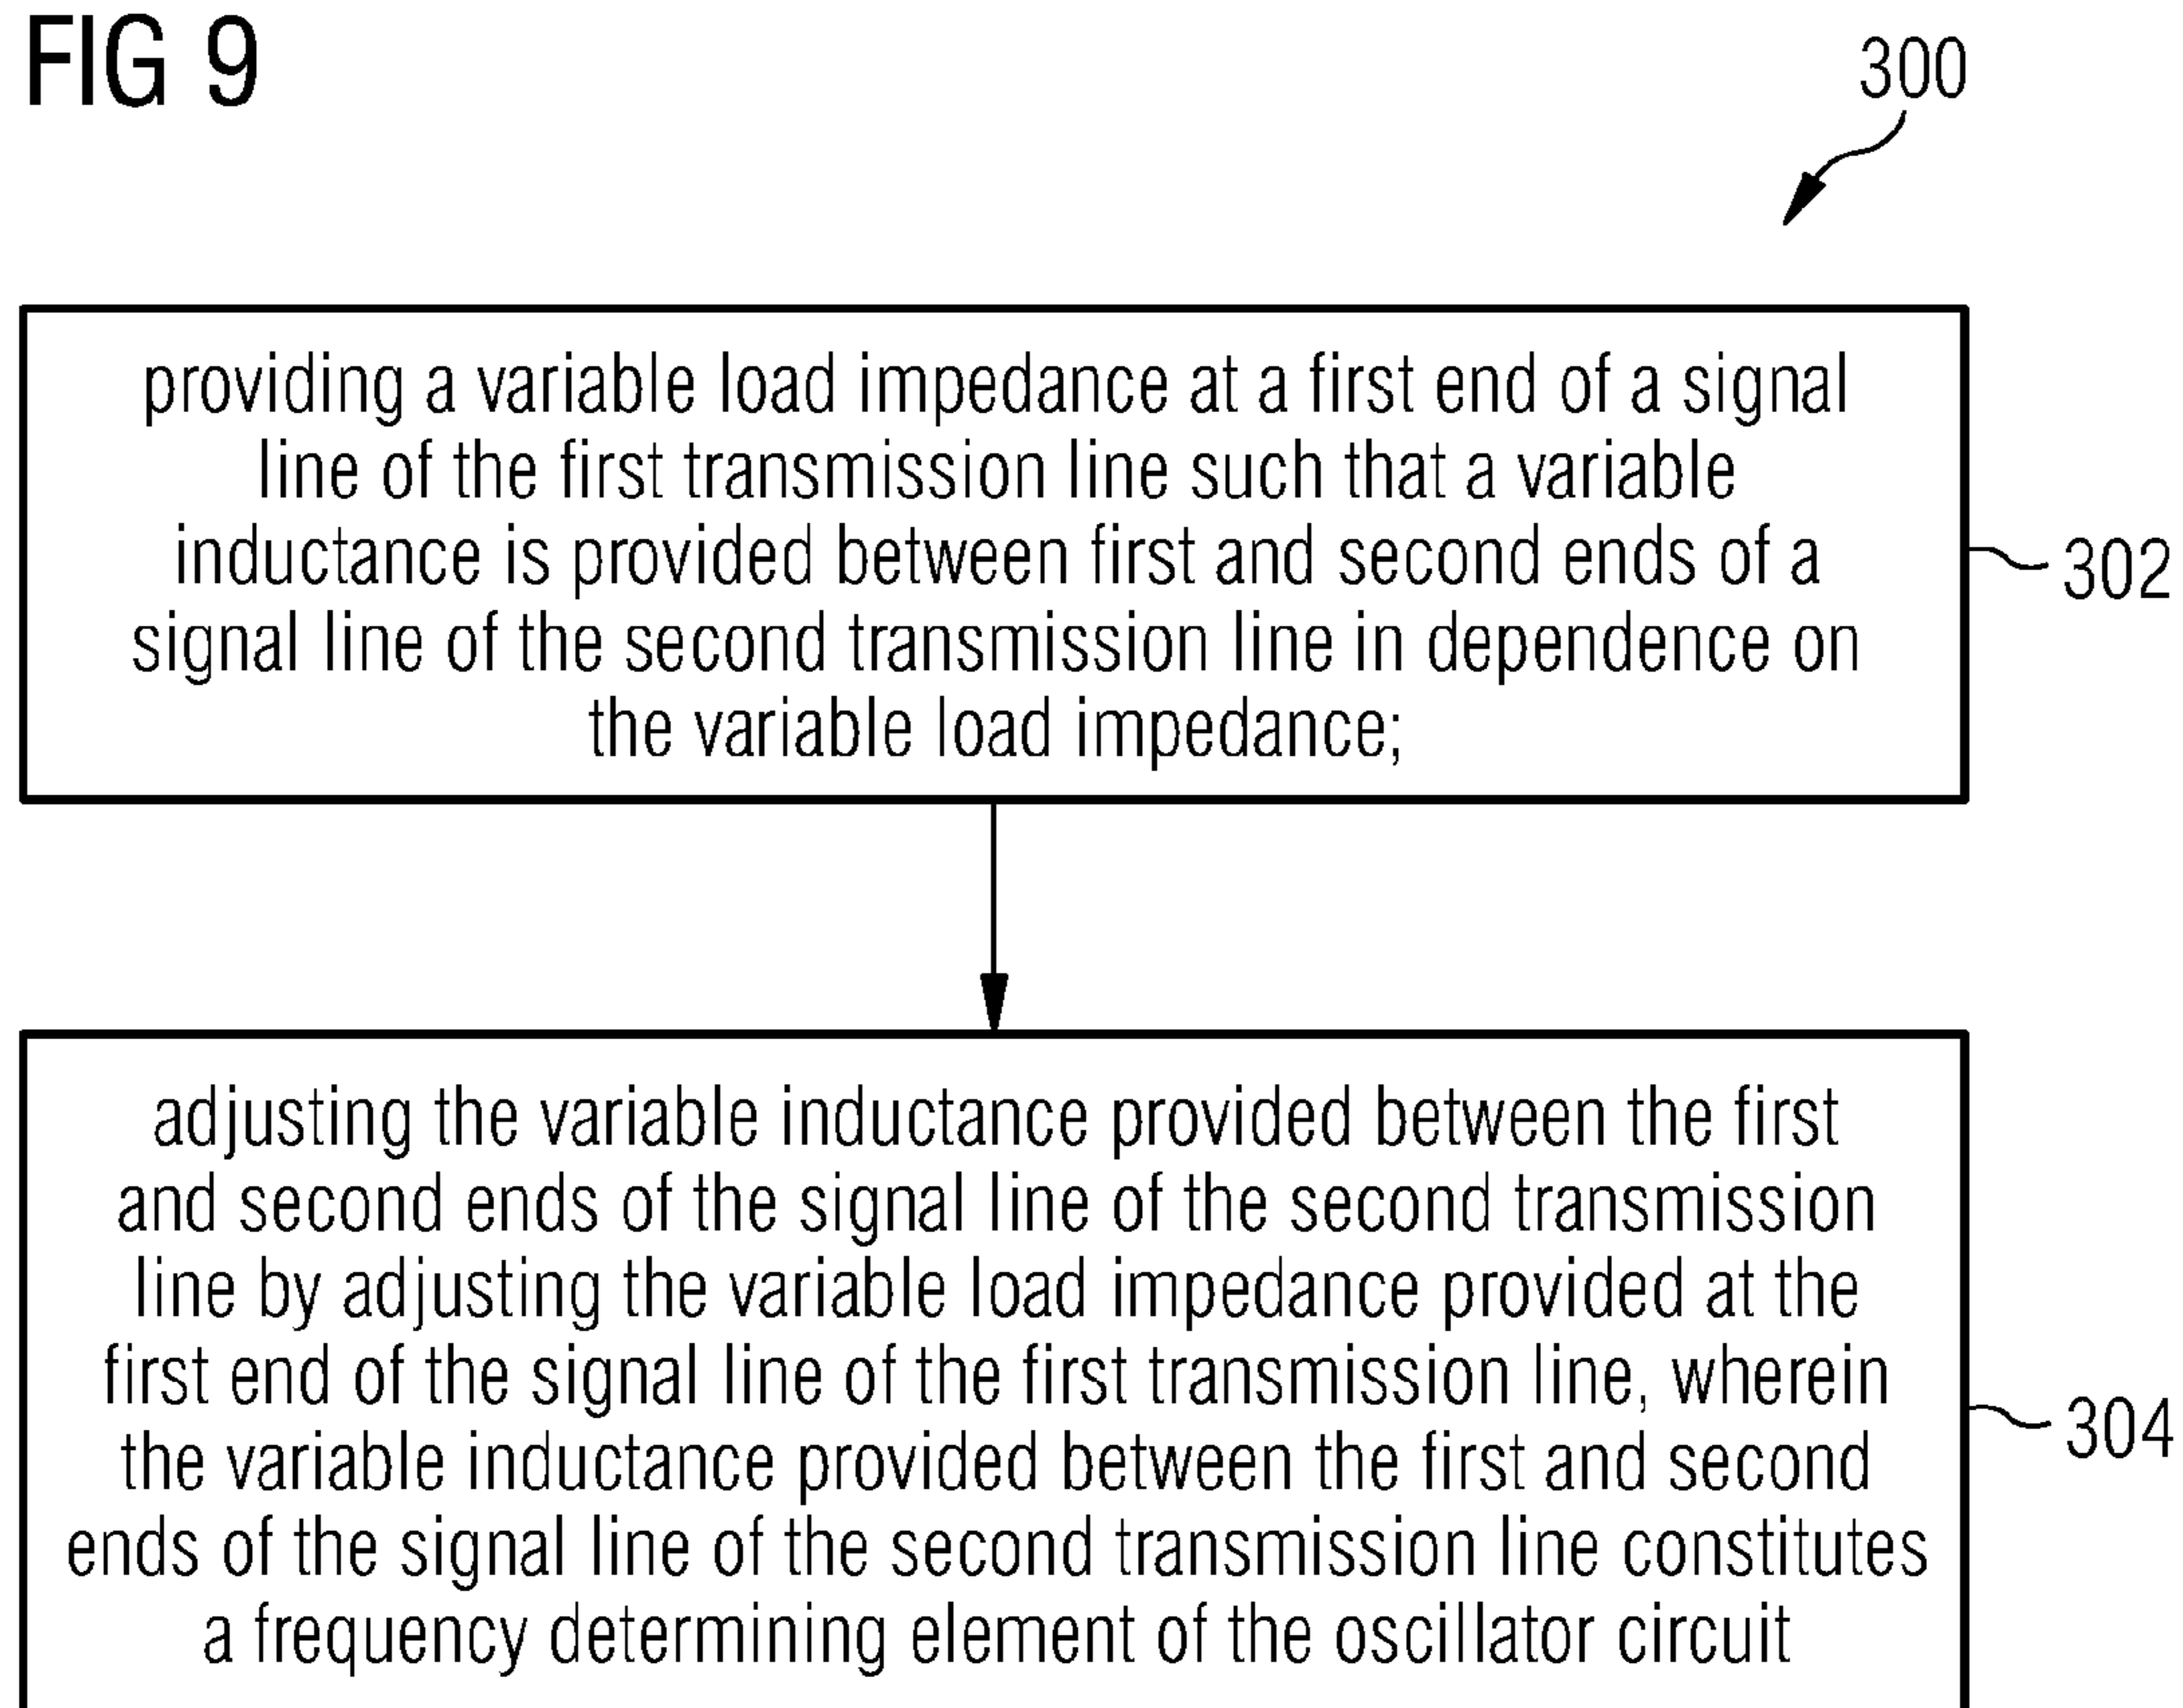 FIG 9
300
providing a variable load impedance at a first end of a signal
line of the first transmission line such that a variable
inductance is provided between first and second ends of a
signal line of the second transmission line in dependence on
the variable load impedance;
302
adjusting the variable inductance provided between the first
and second ends of the signal line of the second transmission
line by adjusting the variable load impedance provided at the
first end of the signal line of the first transmission line, wherein
the variable inductance provided between the first and second
ends of the signal line of the second transmission line constitutes
a frequency determining element of the oscillator circuit
304